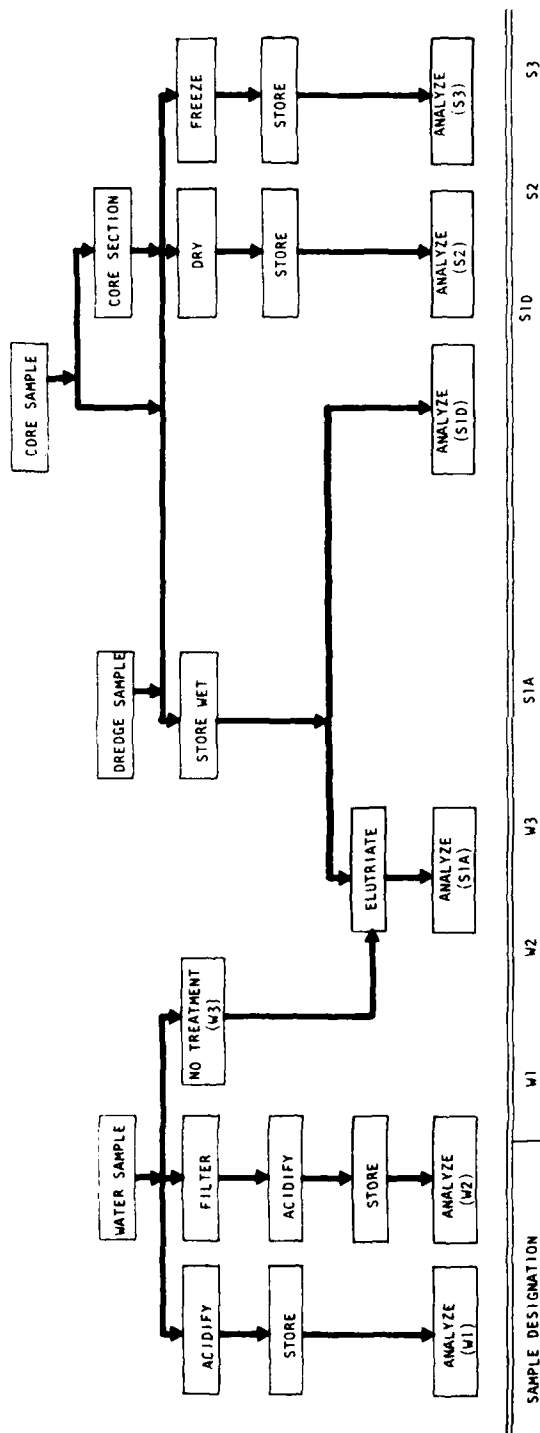 WATER SAMPLE
ACIDIFY
STORE
ANALYZE
(W1)
FILTER
ACIDIFY
STORE
ANALYZE
(W2)
NO TREATMENT
(W3)
ELUTRIATE
ANALYZE
(S1A)
DREDGE SAMPLE
STORE WET
CORE SAMPLE
CORE SECTION
ANALYZE
(S1D)
DRY
STORE
ANALYZE
(S2)
FREEZE
STORE
ANALYZE
(S3)
SAMPLE DESIGNATION W1 W2 W3 S1A S1D S2 S3